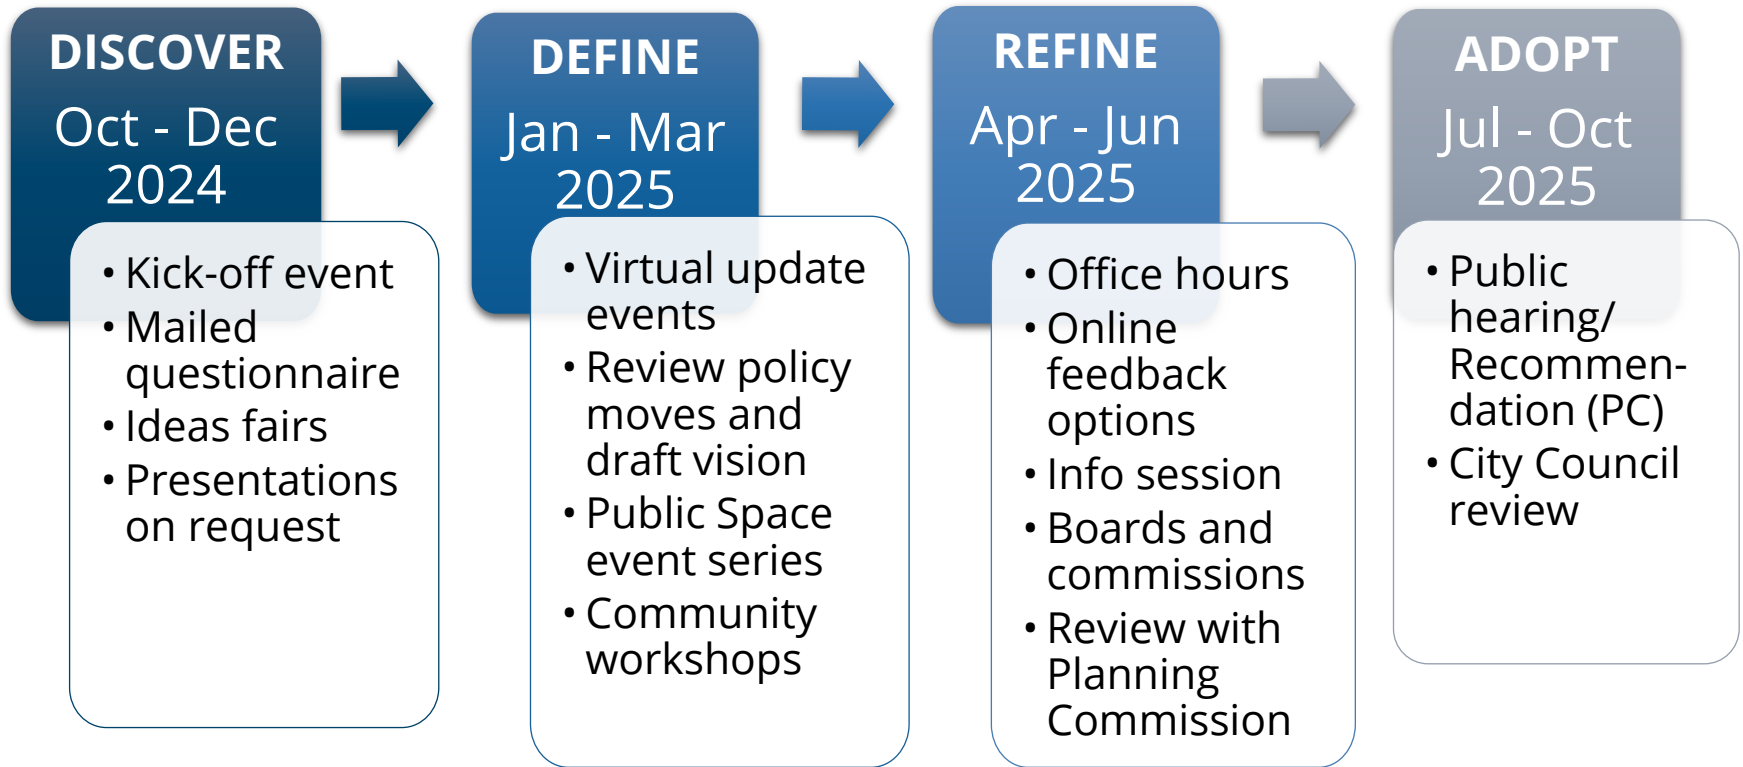 DISCOVER
Oct - Dec
2024
• Kick-off event
• Mailed
questionnaire
• Ideas fairs
• Presentations
on request
DEFINE
Jan - Mar
2025
• Virtual update
events
• Review policy
moves and
draft vision
• Public Space
event series
• Community
workshops
REFINE
Apr - Jun
2025
• Office hours
• Online
feedback
options
• Info session
• Boards and
commissions
• Review with
Planning
Commission
ADOPT
Jul - Oct
2025
• Public
hearing/
Recommen-
dation (PC)
• City Council
review